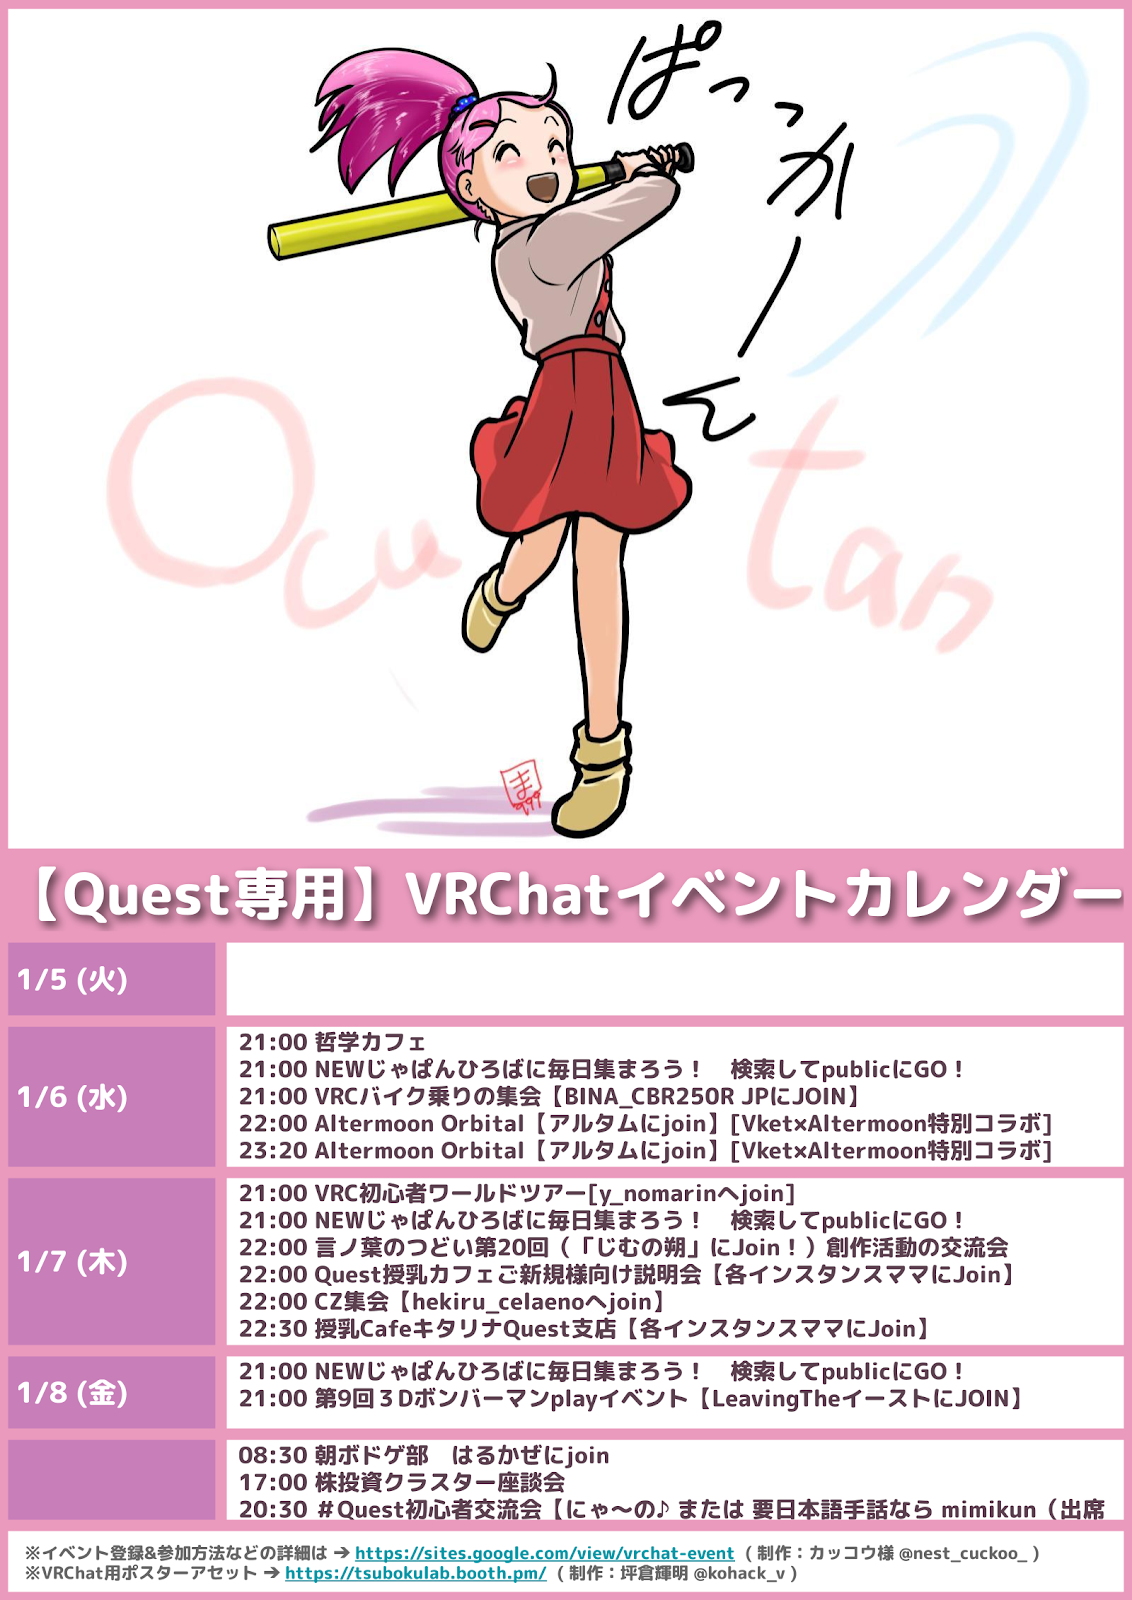 ぱっっかーん
Ocutan
ま
999
【Quest専用】VRChatイベントカレンダー
1/5 (火)
1/6 (水)
21:00 哲学カフェ
21:00 NEWじゃぱんひろばに毎日集まろう！　検索してpublicにGO！
21:00 VRCバイク乗りの集会【BINA_CBR250R JPにJOIN】
22:00 Altermoon Orbital【アルタムにjoin】[Vket×Altermoon特別コラボ]
23:20 Altermoon Orbital【アルタムにjoin】[Vket×Altermoon特別コラボ]
1/7 (木)
21:00 VRC初心者ワールドツアー[y_nomarinへjoin]
21:00 NEWじゃぱんひろばに毎日集まろう！　検索してpublicにGO！
22:00 言ノ葉のつどい第20回（「じむの朔」にJoin！）創作活動の交流会
22:00 Quest授乳カフェご新規様向け説明会【各インスタンスママにJoin】
22:00 CZ集会【hekiru_celaenoへjoin】
22:30 授乳CafeキタリナQuest支店【各インスタンスママにJoin】
1/8 (金)
21:00 NEWじゃぱんひろばに毎日集まろう！　検索してpublicにGO！
21:00 第9回３Dボンバーマンplayイベント【LeavingTheイーストにJOIN】
08:30 朝ボドゲ部　はるかぜにjoin
17:00 株投資クラスター座談会
20:30 ＃Quest初心者交流会【にゃ～の♪ または 要日本語手話なら mimikun（出席
※イベント登録&参加方法などの詳細は ➔ https://sites.google.com/view/vrchat-event （ 制作：カッコウ様 @nest_cuckoo_ ）
※VRChat用ポスターアセット ➔ https://tsubokulab.booth.pm/ （ 制作：坪倉輝明 @kohack_v ）